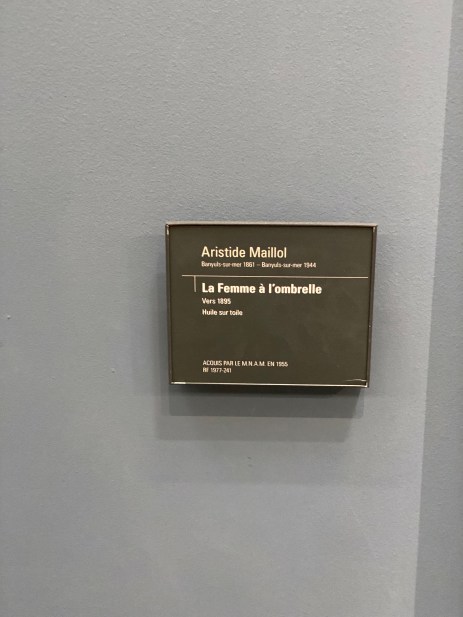 Aristide Maillol
Banyuls-sur-mer 1861 – Banyuls-sur-mer 1944
La Femme à l'ombrelle
Vers 1895
Huile sur toile
ACQUIS PAR LE M.N.A.M. EN 1955
RF 1977-241